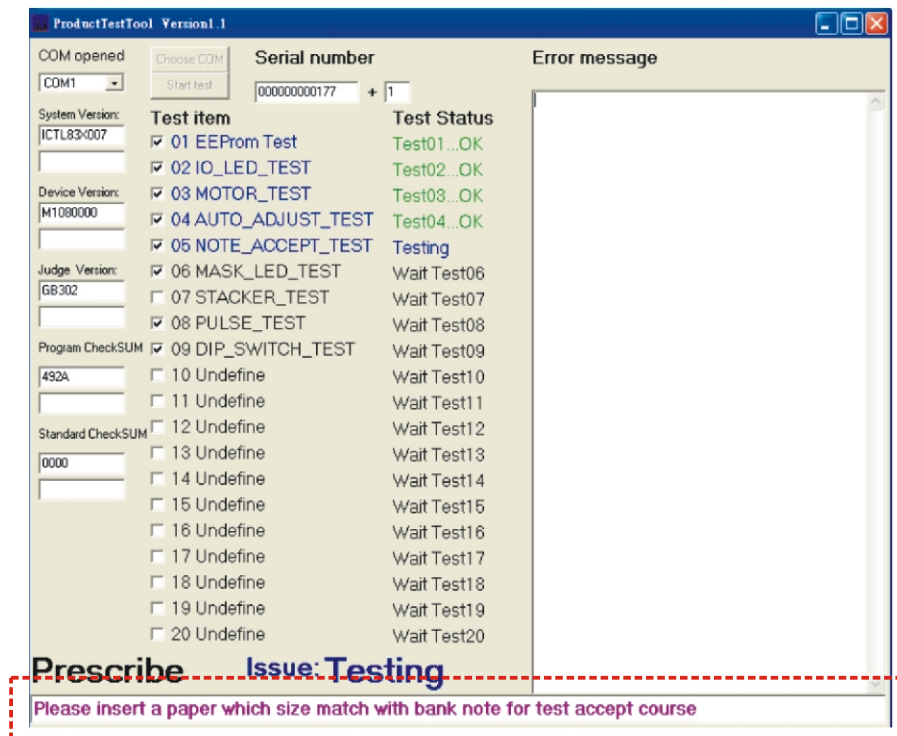 ProductTestTool Version1.1
COM opened
Choose COM
Serial number
Error message
COM1
Start test
000000000177 + 1
System Version:
ICTL83X007
Test item
Test Status
01 EEProm Test
Test01...OK
02 IO_LED_TEST
Test02...OK
Device Version:
M1080000
03 MOTOR_TEST
Test03...OK
04 AUTO_ADJUST_TEST
Test04...OK
05 NOTE_ACCEPT_TEST
Testing
Judge Version:
GB302
06 MASK_LED_TEST
Wait Test06
07 STACKER_TEST
Wait Test07
08 PULSE_TEST
Wait Test08
Program CheckSUM
492A
09 DIP_SWITCH_TEST
Wait Test09
10 Undefine
Wait Test10
11 Undefine
Wait Test11
Standard CheckSUM
0000
12 Undefine
Wait Test12
13 Undefine
Wait Test13
14 Undefine
Wait Test14
15 Undefine
Wait Test15
16 Undefine
Wait Test16
17 Undefine
Wait Test17
18 Undefine
Wait Test18
19 Undefine
Wait Test19
20 Undefine
Wait Test20
Prescribe
Issue: Testing
Please insert a paper which size match with bank note for test accept course